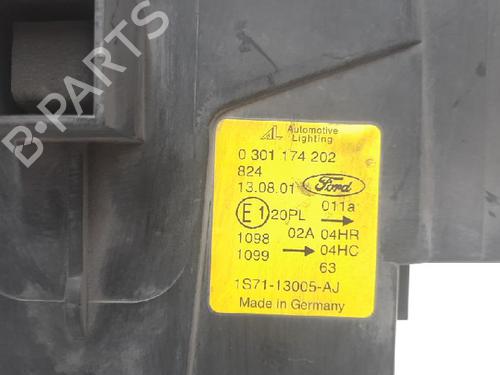 B-PARTS
AL Automotive
Lighting
0 301 174 202
824
13.08.01 Ford
E1 20PL 011a
1098 02A 04HR
1099 04HC
63
1S71-13005-AJ
Made in Germany